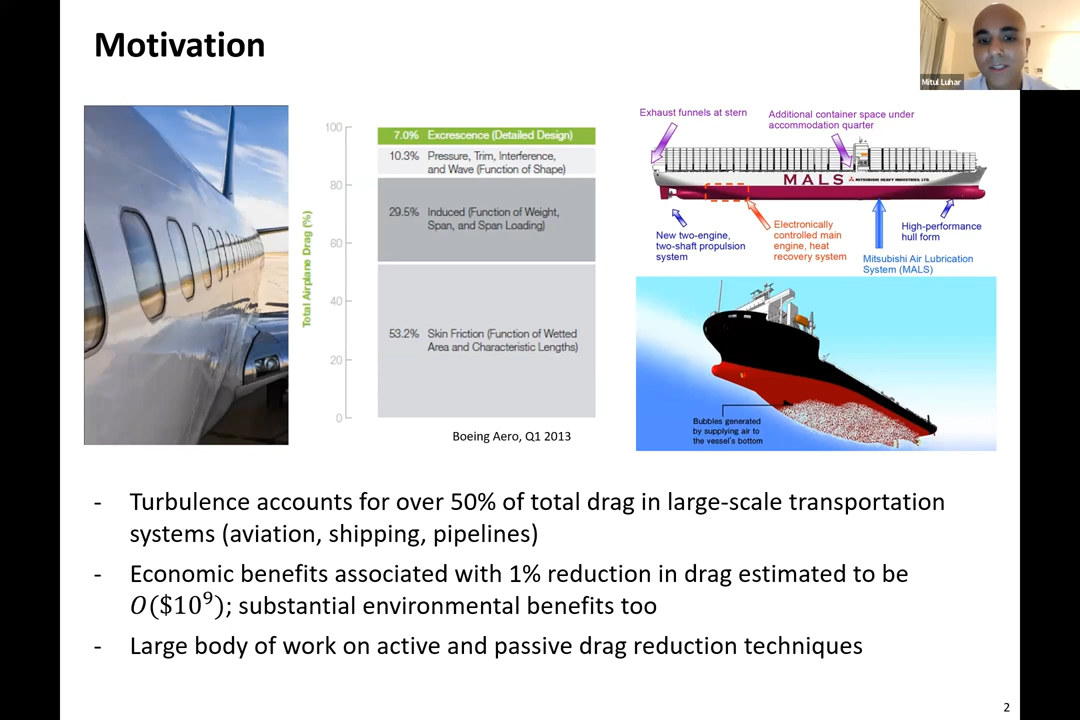 Motivation
Mitul Luhar
Total Airplane Drag (%)
100
80
60
40
20
0
7.0% Excrescence (Detailed Design)
10.3% Pressure, Trim, Interference,
and Wave (Function of Shape)
29.5% Induced (Function of Weight,
Span, and Span Loading)
53.2% Skin Friction (Function of Wetted
Area and Characteristic Lengths)
Boeing Aero, Q1 2013
Exhaust funnels at stern
Additional container space under
accommodation quarter
MALS
MITSUBISHI HEAVY INDUSTRIES, LTD.
New two-engine,
two-shaft propulsion
system
Electronically
controlled main
engine, heat
recovery system
High-performance
hull form
Mitsubishi Air Lubrication
System (MALS)
Bubbles generated
by supplying air to
the vessel's bottom
- Turbulence accounts for over 50% of total drag in large-scale transportation
systems (aviation, shipping, pipelines)
- Economic benefits associated with 1% reduction in drag estimated to be
O($10⁹); substantial environmental benefits too
- Large body of work on active and passive drag reduction techniques
2